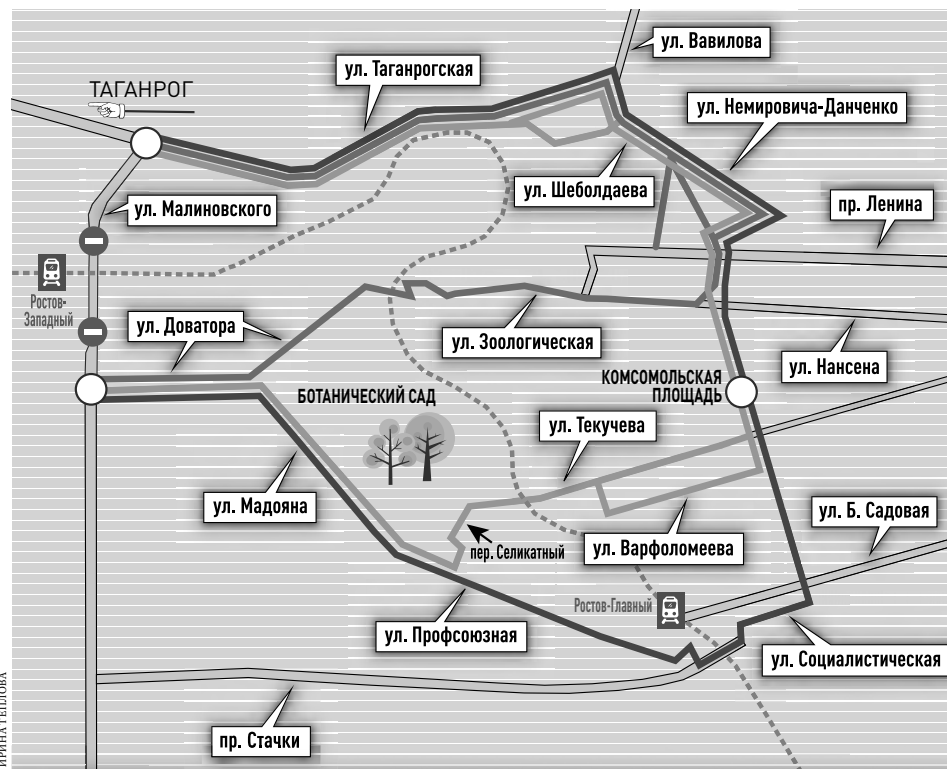 ул. Вавилова
ул. Таганрогская
ТАГАНРОГ
ул. Немировича-Данченко
ул. Шеболдаева
пр. Ленина
ул. Малиновского
Ростов-
Западный
ул. Доватора
ул. Зоологическая
ул. Нансена
КОМСОМОЛЬСКАЯ
ПЛОЩАДЬ
БОТАНИЧЕСКИЙ САД
ул. Текучева
ул. Мадояна
ул. Б. Садовая
пер. Селикатный
ул. Варфоломеева
Ростов-Главный
ул. Профсоюзная
ул. Социалистическая
пр. Стачки
ИРИНА ТЕПЛОВА